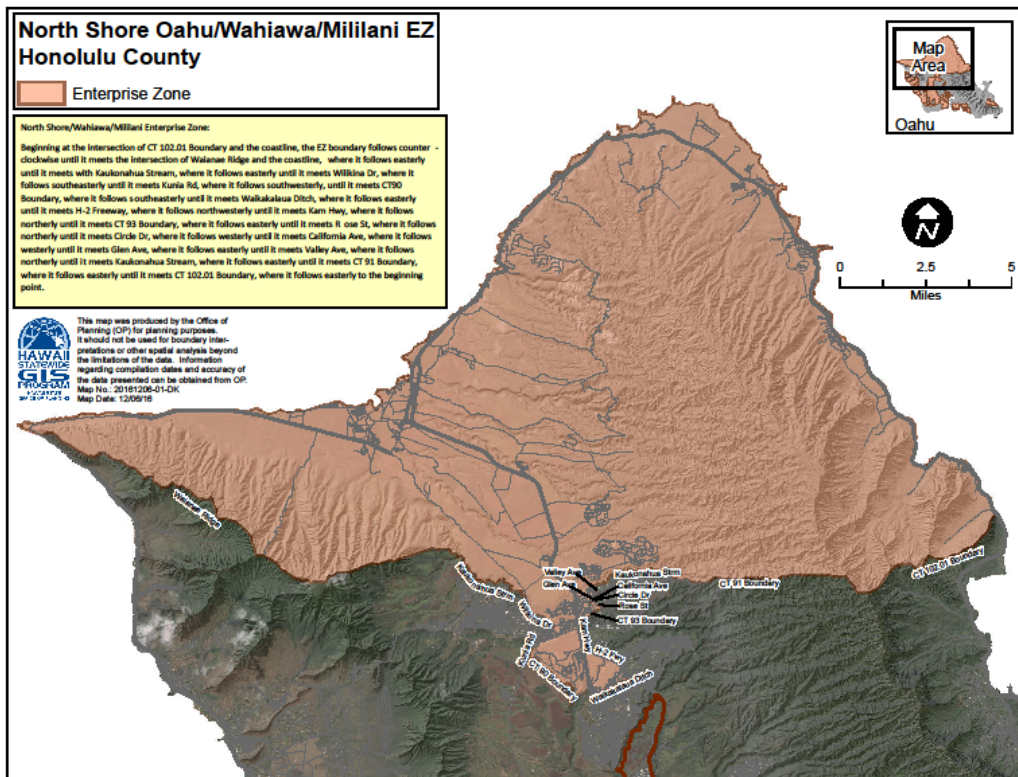 North Shore Oahu/Wahiawa/Mililani EZ
Honolulu County
Enterprise Zone
North Shore/Wahiawa/Mililani Enterprise Zone:
Beginning at the intersection of CT 102.01 Boundary and the coastline, the EZ boundary follows counter -
clockwise until it meets the intersection of Waianae Ridge and the coastline, where it follows easterly
until it meets with Kaukonahua Stream, where it follows easterly until it meets Wilikina Dr, where it
follows southeasterly until it meets Kunia Rd, where it follows southwesterly, until it meets CT90
Boundary, where it follows southeasterly until it meets Waikakalaua Ditch, where it follows easterly
until it meets H-2 Freeway, where it follows northwesterly until it meets Kam Hwy, where it follows
northerly until it meets CT 93 Boundary, where it follows easterly until it meets R ose St, where it follows
northerly until it meets Circle Dr, where it follows westerly until it meets California Ave, where it follows
westerly until it meets Glen Ave, where it follows easterly until it meets Valley Ave, where it follows
northerly until it meets Kaukonahua Stream, where it follows easterly until it meets CT 91 Boundary,
where it follows easterly until it meets CT 102.01 Boundary, where it follows easterly to the beginning
point.
Map
Area
Oahu
N
0 2.5 5
Miles
HAWAII
STATEWIDE
GIS
PROGRAM
This map was produced by the Office of
Planning (OP) for planning purposes.
It should not be used for boundary inter-
pretations or other spatial analysis beyond
the limitations of the data. Information
regarding compilation dates and accuracy of
the data presented can be obtained from OP.
Map No.: 20161206-01-DK
Map Date: 12/06/16
Waianae Ridge
Kaukonahua Strm
Wilikina Dr
Valley Ave
Glen Ave
Kaukonahua Strm
California Ave
Circle Dr
Rose St
CT 93 Boundary
CT 91 Boundary
CT 102.01 Boundary
Kunia Rd
CT 90 Boundary
Kam Hwy
H-2 Fwy
Waikakalaua Ditch